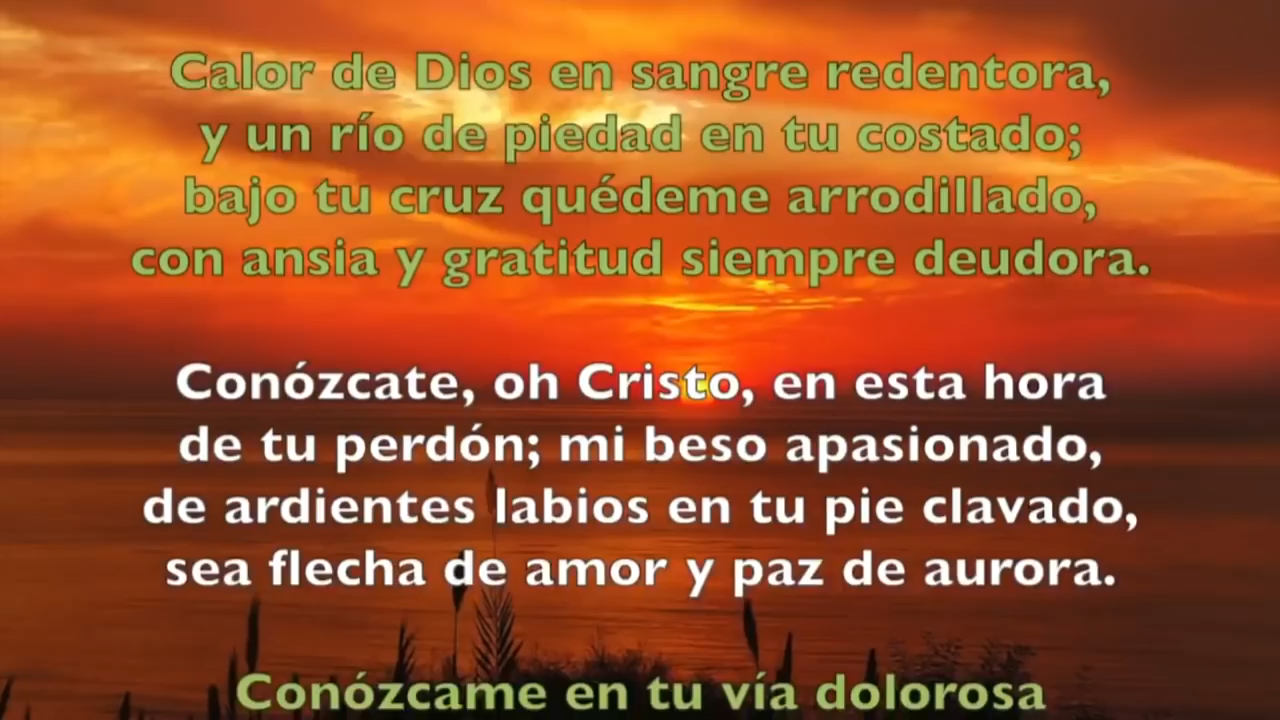 Calor de Dios en sangre redentora,
y un río de piedad en tu costado;
bajo tu cruz quédeme arrodillado,
con ansia y gratitud siempre deudora.
Conózcate, oh Cristo, en esta hora
de tu perdón; mi beso apasionado,
de ardientes labios en tu pie clavado,
sea flecha de amor y paz de aurora.
Conózcame en tu vía dolorosa